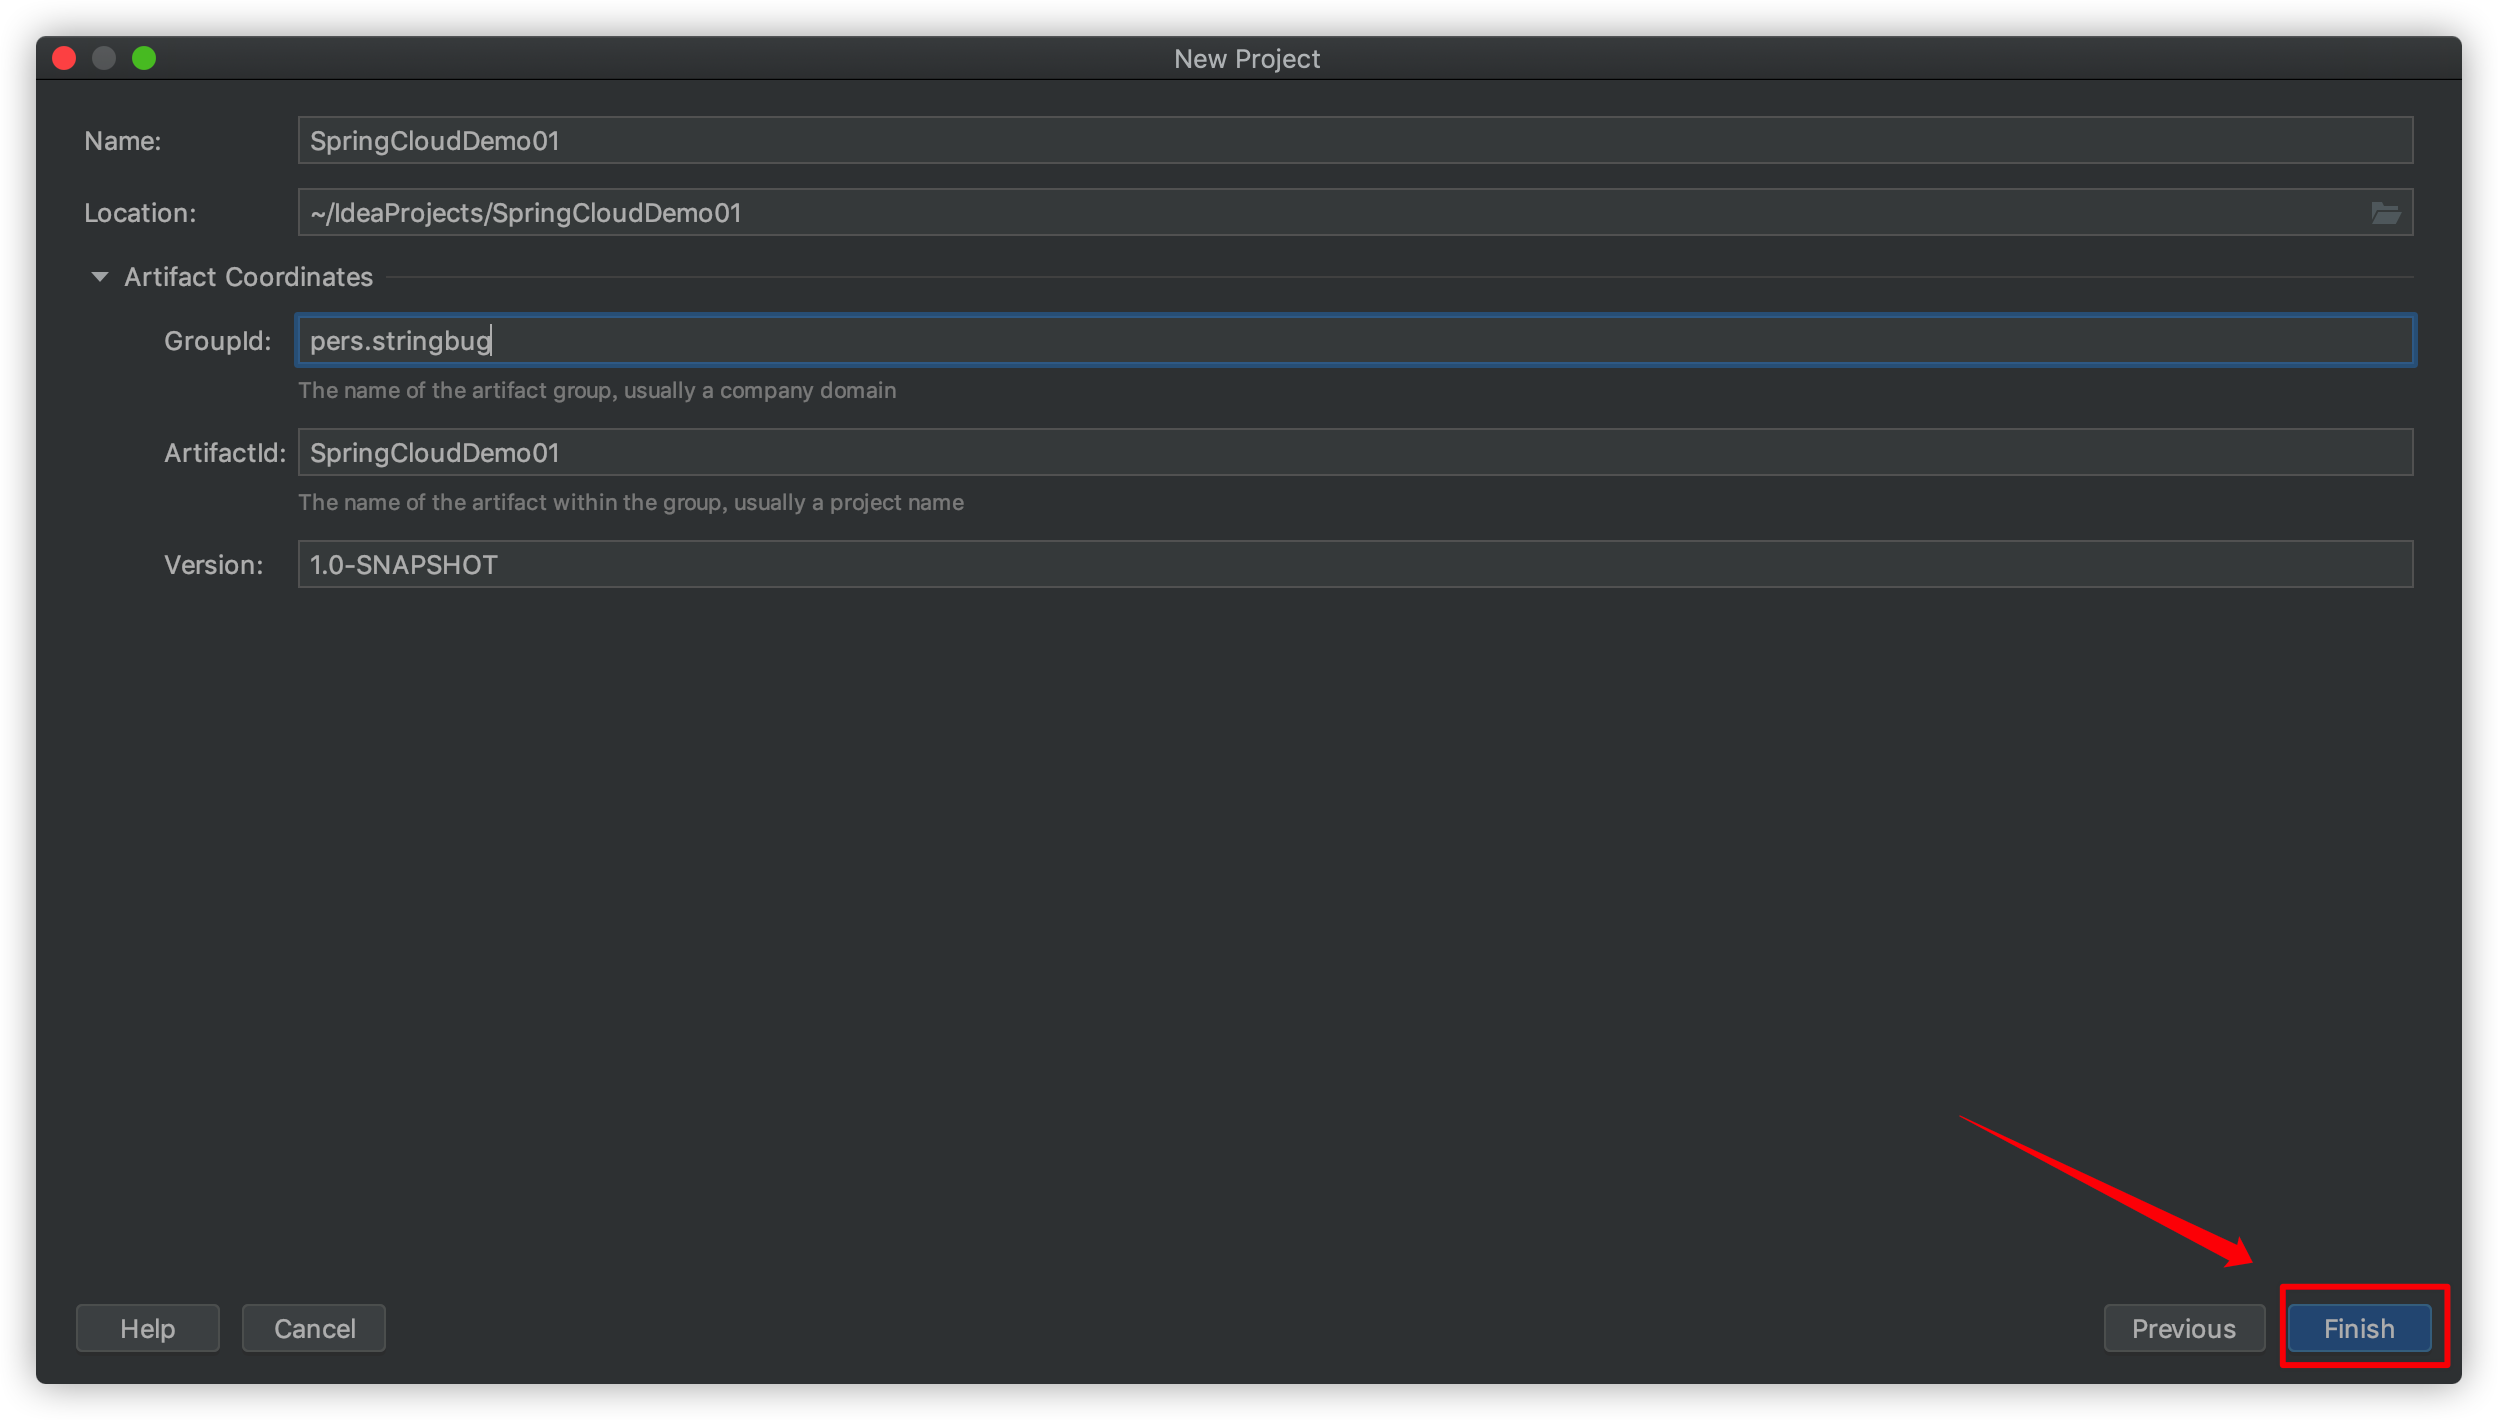 New Project
Name: SpringCloudDemo01
Location: ~/IdeaProjects/SpringCloudDemo01
Artifact Coordinates
GroupId: pers.stringbug
The name of the artifact group, usually a company domain
ArtifactId: SpringCloudDemo01
The name of the artifact within the group, usually a project name
Version: 1.0-SNAPSHOT
Help Cancel Previous Finish